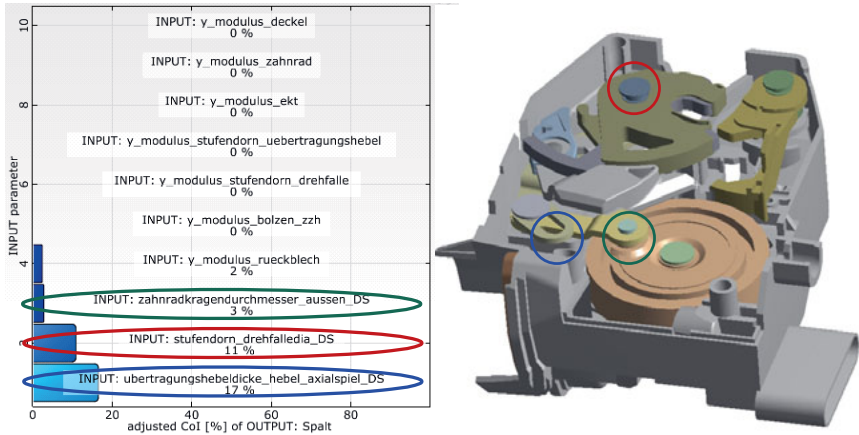 10
INPUT: y_modulus_deckel
0 %
INPUT: y_modulus_zahnrad
0 %
8
INPUT: y_modulus_ekt
0 %
INPUT: y_modulus_stufendorn_uebertragungshebel
0 %
6
INPUT: y_modulus_stufendorn_drehfalle
0 %
INPUT: y_modulus_bolzen_zzh
0 %
4
INPUT: y_modulus_rueckblech
2 %
INPUT: zahnradkragendurchmesser_aussen_DS
3 %
2
INPUT: stufendorn_drehfalledia_DS
11 %
INPUT: ubertragungshebeldicke_hebel_axialspiel_DS
17 %
INPUT parameter
0 20 40 60 80
adjusted CoI [%] of OUTPUT: Spalt